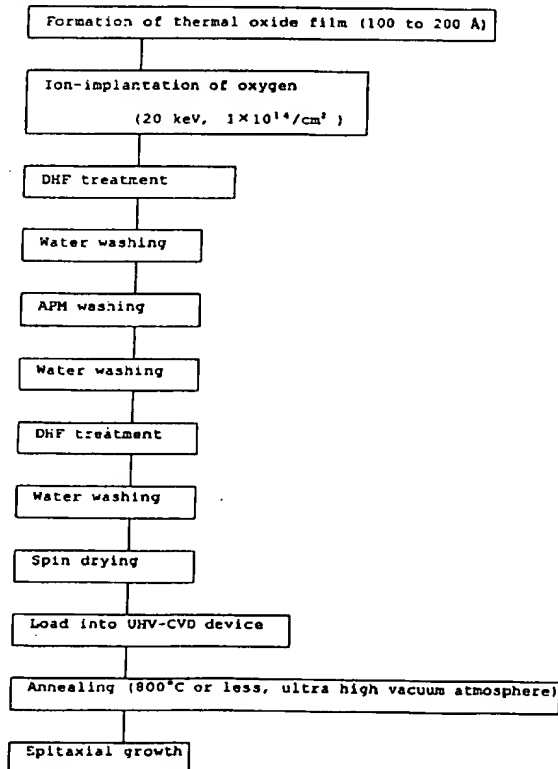 Formation of thermal oxide film (100 to 200 Å)
Ion-implantation of oxygen
(20 keV, 1×10¹⁴/cm²)
DHF treatment
Water washing
APM washing
Water washing
DHF treatment
Water washing
Spin drying
Load into UHV-CVD device
Annealing (800°C or less, ultra high vacuum atmosphere)
Epitaxial growth